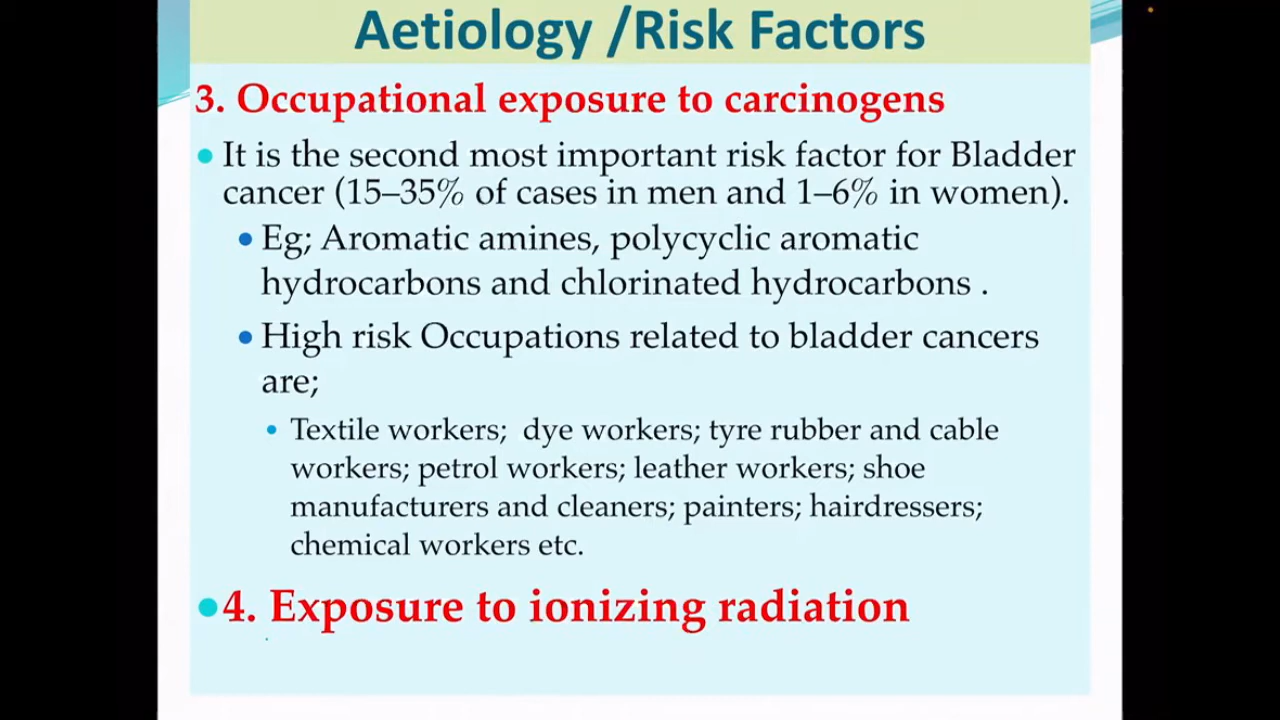 Aetiology /Risk Factors
3. Occupational exposure to carcinogens
• It is the second most important risk factor for Bladder
cancer (15–35% of cases in men and 1–6% in women).
• Eg; Aromatic amines, polycyclic aromatic
hydrocarbons and chlorinated hydrocarbons .
• High risk Occupations related to bladder cancers
are;
• Textile workers;  dye workers; tyre rubber and cable
workers; petrol workers; leather workers; shoe
manufacturers and cleaners; painters; hairdressers;
chemical workers etc.
• 4. Exposure to ionizing radiation